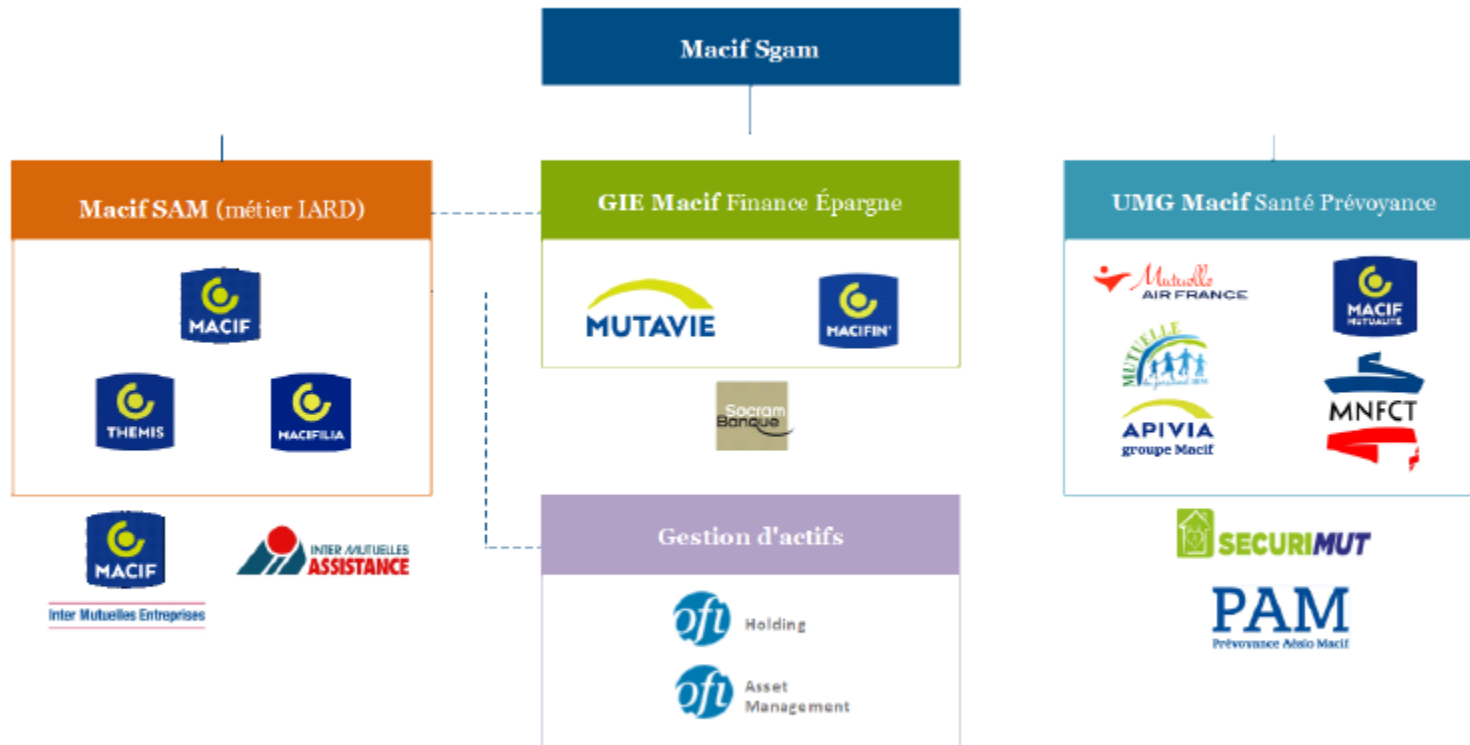 Macif Sgam
Macif SAM (métier IARD)
MACIF
THEMIS
MACIFILIA
MACIF
Inter Mutuelles Entreprises
INTER MUTUELLES
ASSISTANCE
GIE Macif Finance Épargne
MUTAVIE
MACIFIN'
Socram
Banque
Gestion d'actifs
ofi
Holding
ofi
Asset
Management
UMG Macif Santé Prévoyance
Mutuelle
AIR FRANCE
MACIF
MUTUALITÉ
MUTUELLE
APIVIA
groupe Macif
MNFCT
SECURIMUT
PAM
Prévoyance Aésio Macif